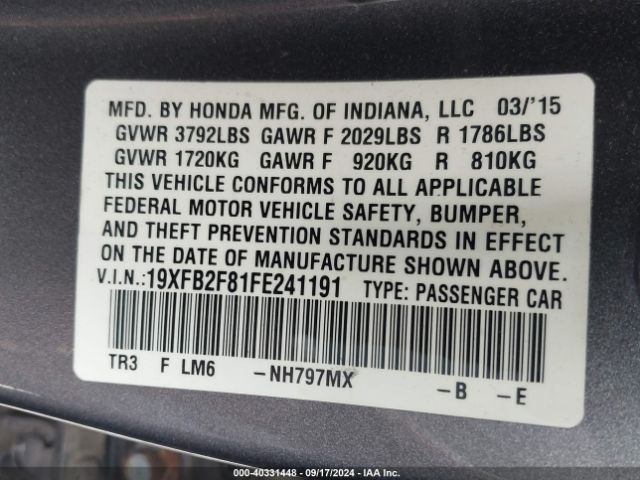 MFD. BY HONDA MFG. OF INDIANA, LLC 03/'15
GVWR 3792LBS GAWR F 2029LBS R 1786LBS
GVWR 1720KG GAWR F 920KG R 810KG
THIS VEHICLE CONFORMS TO ALL APPLICABLE
FEDERAL MOTOR VEHICLE SAFETY, BUMPER,
AND THEFT PREVENTION STANDARDS IN EFFECT
ON THE DATE OF MANUFACTURE SHOWN ABOVE.
V.I.N.:19XFB2F81FE241191 TYPE: PASSENGER CAR
TR3 F LM6 –NH797MX –B –E
00-40331448 - 09/17/2024 - IAA Inc.